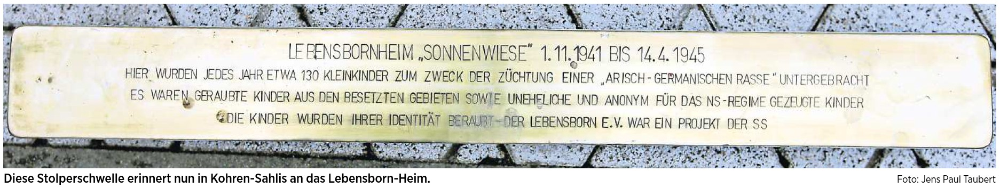 LEBENSBORNHEIM „SONNENWIESE" 1.11.1941 BIS 14.4.1945
HIER WURDEN JEDES JAHR ETWA 130 KLEINKINDER ZUM ZWECK DER ZÜCHTUNG EINER „ARISCH-GERMANISCHEN RASSE" UNTERGEBRACHT
ES WAREN GERAUBTE KINDER AUS DEN BESETZTEN GEBIETEN SOWIE UNEHELICHE UND ANONYM FÜR DAS NS-REGIME GEZEUGTE KINDER
DIE KINDER WURDEN IHRER IDENTITÄT BERAUBT-DER LEBENSBORN E.V. WAR EIN PROJEKT DER SS
Diese Stolperschwelle erinnert nun in Kohren-Sahlis an das Lebensborn-Heim.
Foto: Jens Paul Taubert